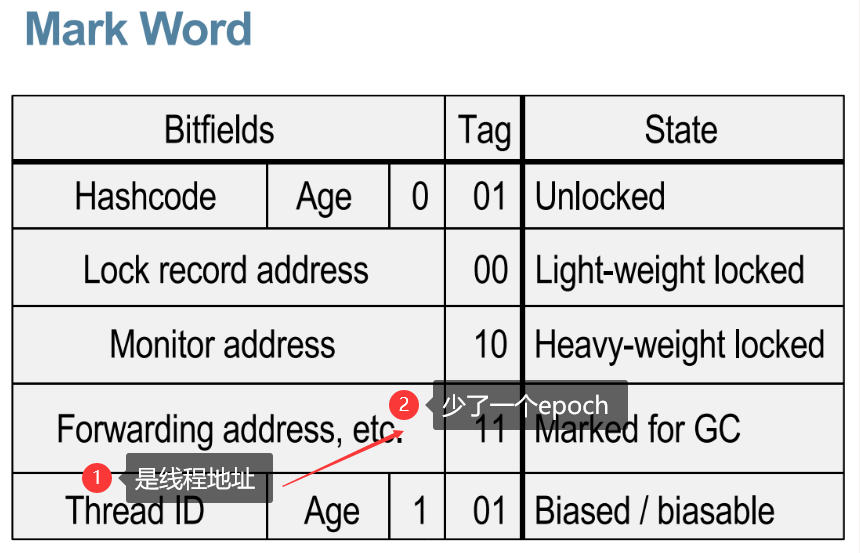 Mark Word
Bitfields Tag State
Hashcode Age 0 01 Unlocked
Lock record address 00 Light-weight locked
Monitor address 10 Heavy-weight locked
2 少了一个epoch
Forwarding address, etc. 11 Marked for GC
1 是线程地址
Thread ID Age 1 01 Biased / biasable